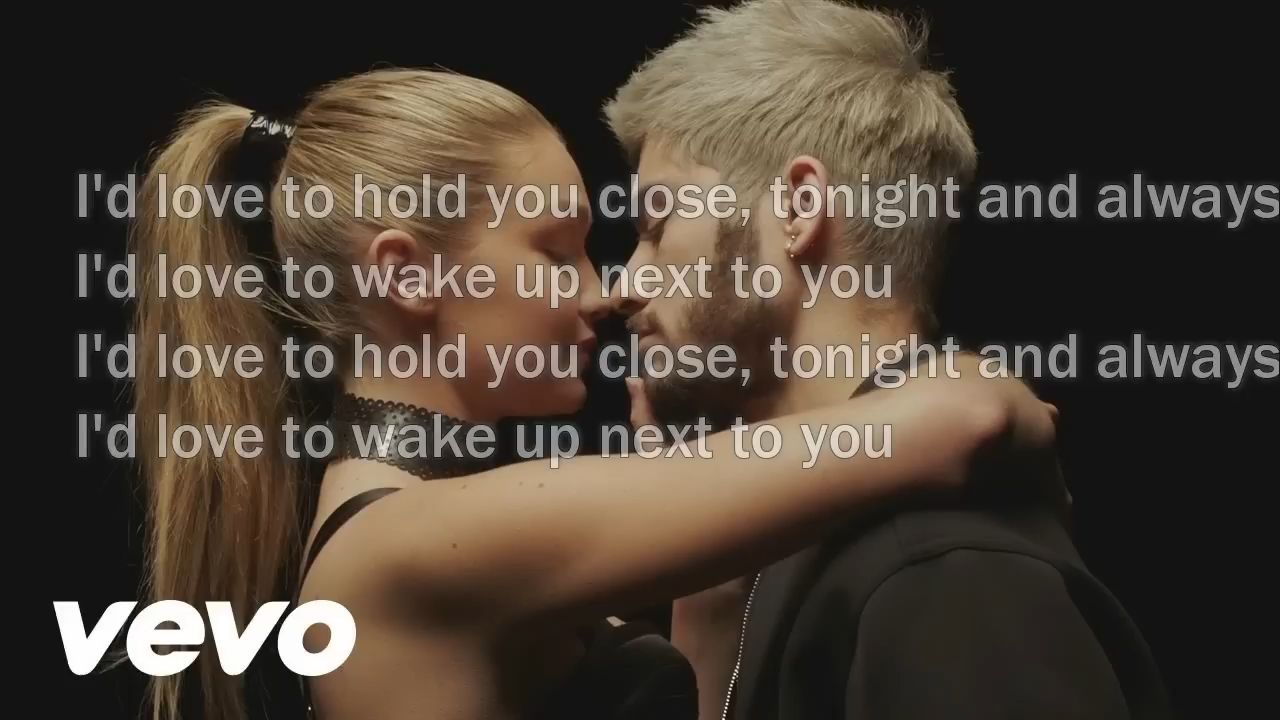 I'd love to hold you close, tonight and always
I'd love to wake up next to you
I'd love to hold you close, tonight and always
I'd love to wake up next to you
vevo